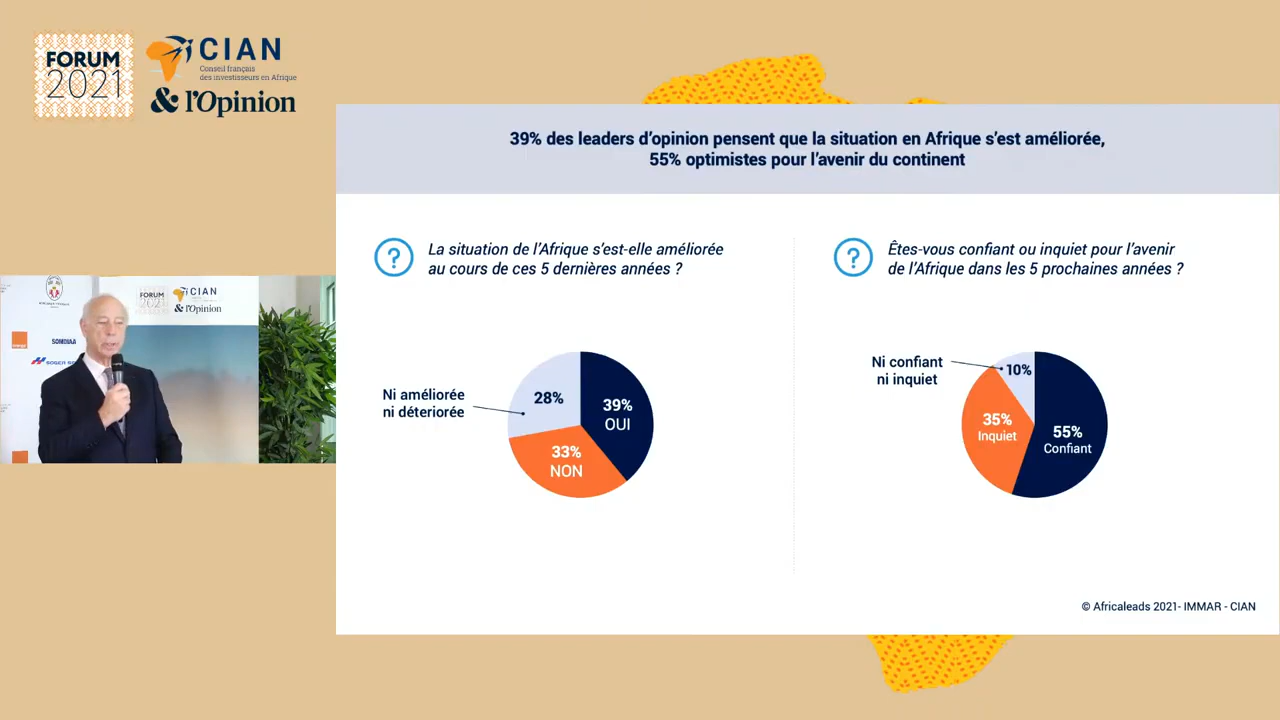 FORUM
2021
CIAN
Conseil français
des investisseurs en Afrique
& l'Opinion
39% des leaders d'opinion pensent que la situation en Afrique s'est améliorée,
55% optimistes pour l'avenir du continent
La situation de l'Afrique s'est-elle améliorée
au cours de ces 5 dernières années ?
Ni améliorée
ni déteriorée
28%
39%
OUI
33%
NON
Êtes-vous confiant ou inquiet pour l'avenir
de l'Afrique dans les 5 prochaines années ?
Ni confiant
ni inquiet
10%
35%
Inquiet
55%
Confiant
© Africaleads 2021- IMMAR - CIAN
FORUM
2021
CIAN
& l'Opinion
SOMDIAA